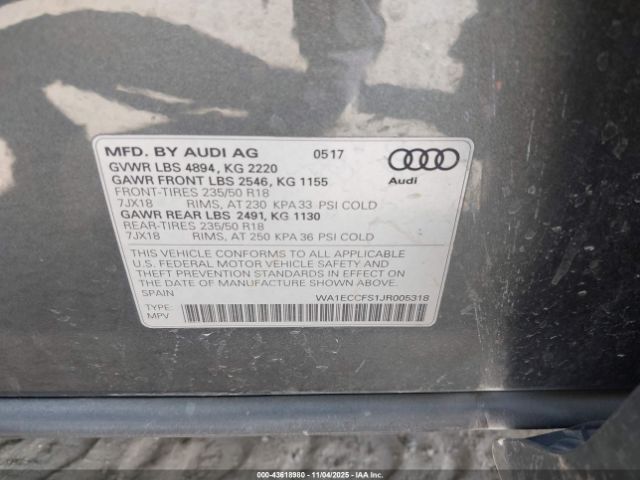 MFD. BY AUDI AG 0517
GVWR LBS 4894, KG 2220
GAWR FRONT LBS 2546, KG 1155
FRONT-TIRES 235/50 R18
7JX18 RIMS, AT 230 KPA 33 PSI COLD
GAWR REAR LBS 2491, KG 1130
REAR-TIRES 235/50 R18
7JX18 RIMS, AT 250 KPA 36 PSI COLD
Audi
THIS VEHICLE CONFORMS TO ALL APPLICABLE
U.S. FEDERAL MOTOR VEHICLE SAFETY AND
THEFT PREVENTION STANDARDS IN EFFECT ON
THE DATE OF MANUFACTURE SHOWN ABOVE.
SPAIN WA1ECCFS1JR005318
TYPE:
MPV
000-43618980 - 11/04/2025 - IAA, Inc.